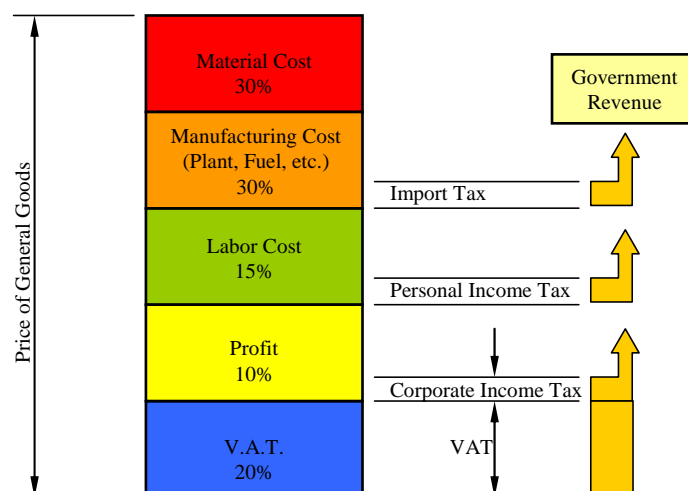 Price of General Goods
Material Cost
30%
Manufacturing Cost
(Plant, Fuel, etc.)
30%
Labor Cost
15%
Profit
10%
V.A.T.
20%
Import Tax
Personal Income Tax
Corporate Income Tax
VAT
Government
Revenue